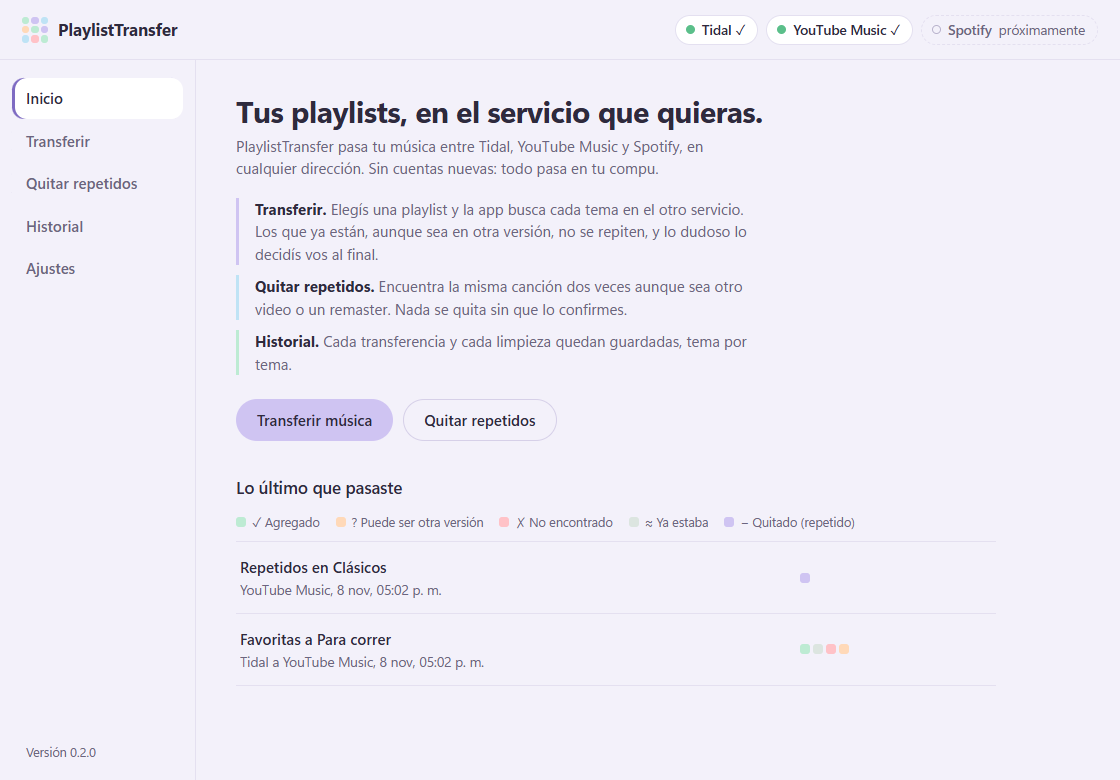 PlaylistTransfer
Tidal ✓
YouTube Music ✓
Spotify próximamente
Inicio
Transferir
Quitar repetidos
Historial
Ajustes
Versión 0.2.0
Tus playlists, en el servicio que quieras.
PlaylistTransfer pasa tu música entre Tidal, YouTube Music y Spotify, en
cualquier dirección. Sin cuentas nuevas: todo pasa en tu compu.
Transferir. Elegís una playlist y la app busca cada tema en el otro servicio.
Los que ya están, aunque sea en otra versión, no se repiten, y lo dudoso lo
decidís vos al final.
Quitar repetidos. Encuentra la misma canción dos veces aunque sea otro
video o un remaster. Nada se quita sin que lo confirmes.
Historial. Cada transferencia y cada limpieza quedan guardadas, tema por
tema.
Transferir música
Quitar repetidos
Lo último que pasaste
✓ Agregado
? Puede ser otra versión
✗ No encontrado
≈ Ya estaba
– Quitado (repetido)
Repetidos en Clásicos
YouTube Music, 8 nov, 05:02 p. m.
Favoritas a Para correr
Tidal a YouTube Music, 8 nov, 05:02 p. m.